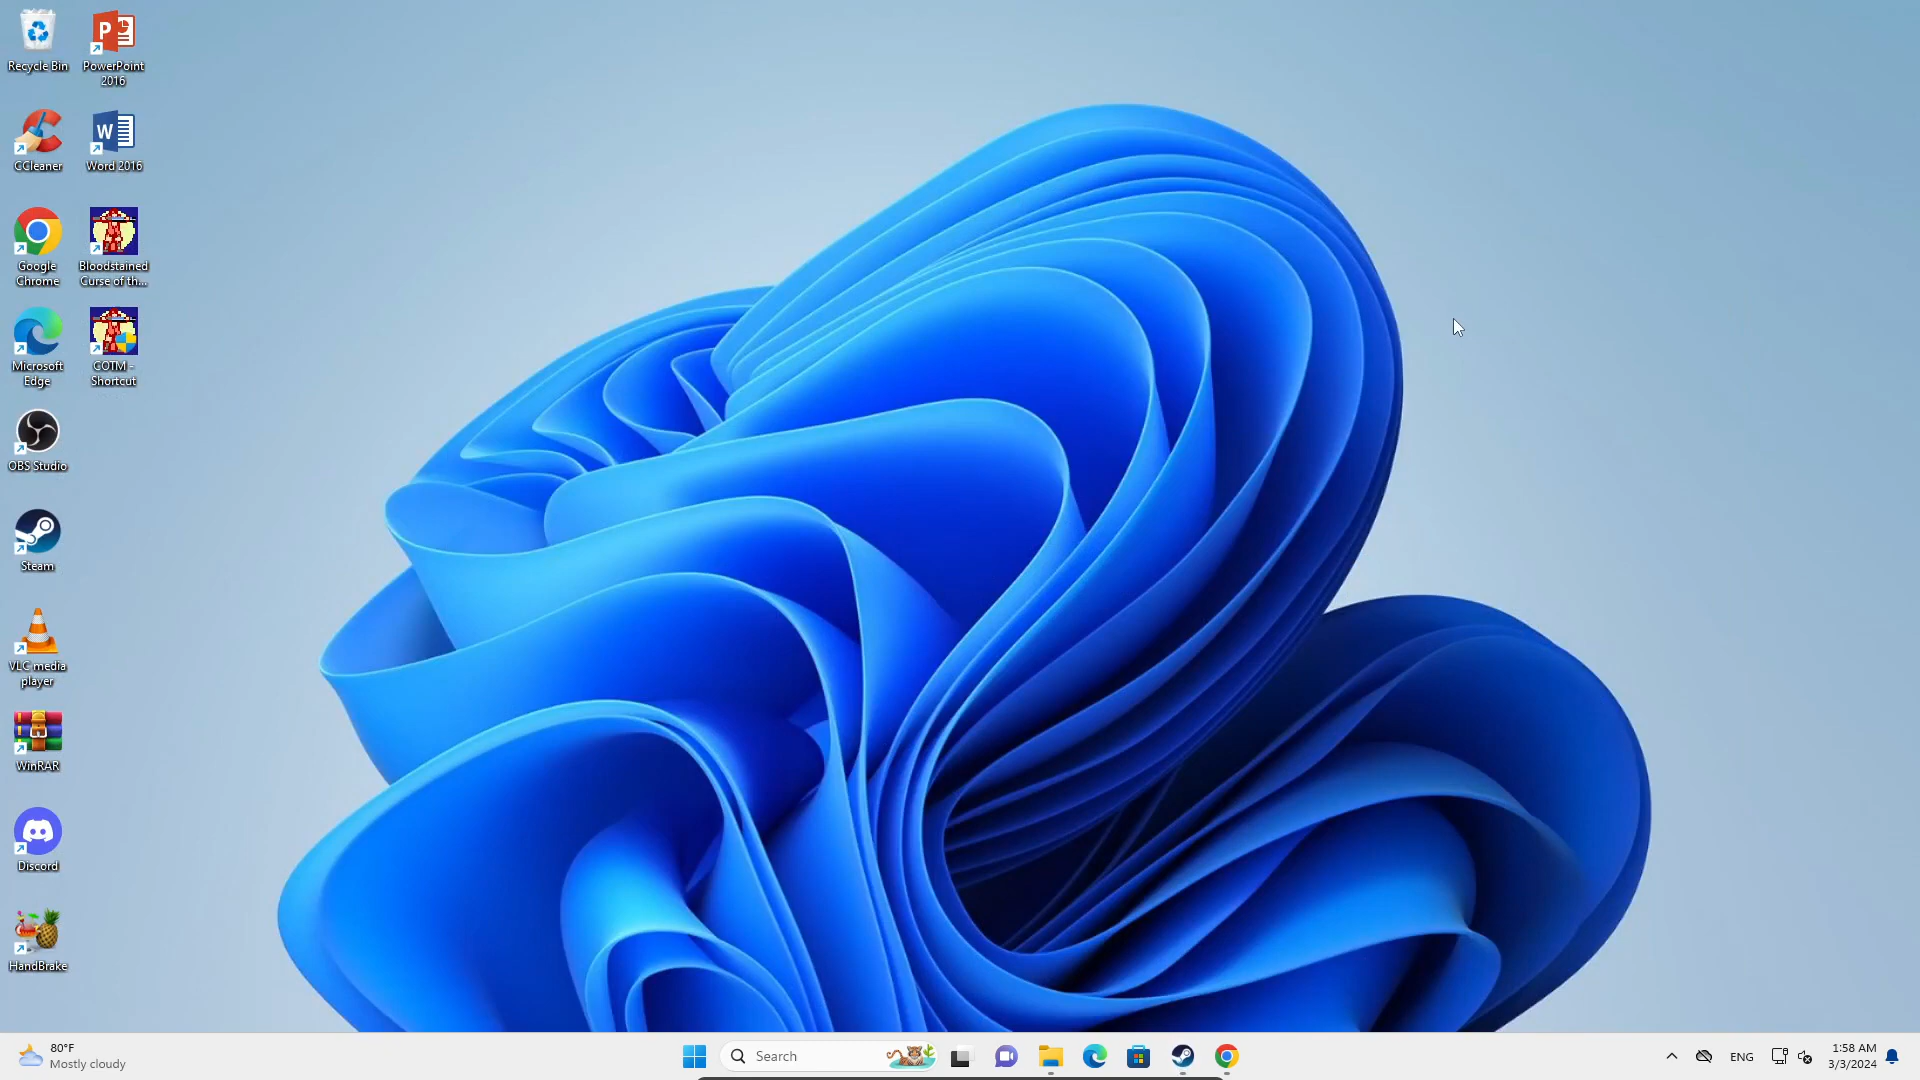 Recycle Bin
PowerPoint
2016
CCleaner
Word 2016
Google
Chrome
Bloodstained
Curse of th...
Microsoft
Edge
COTM -
Shortcut
OBS Studio
Steam
VLC media
player
WinRAR
Discord
HandBrake
80°F
Mostly cloudy
Search
ENG
1:58 AM
3/3/2024